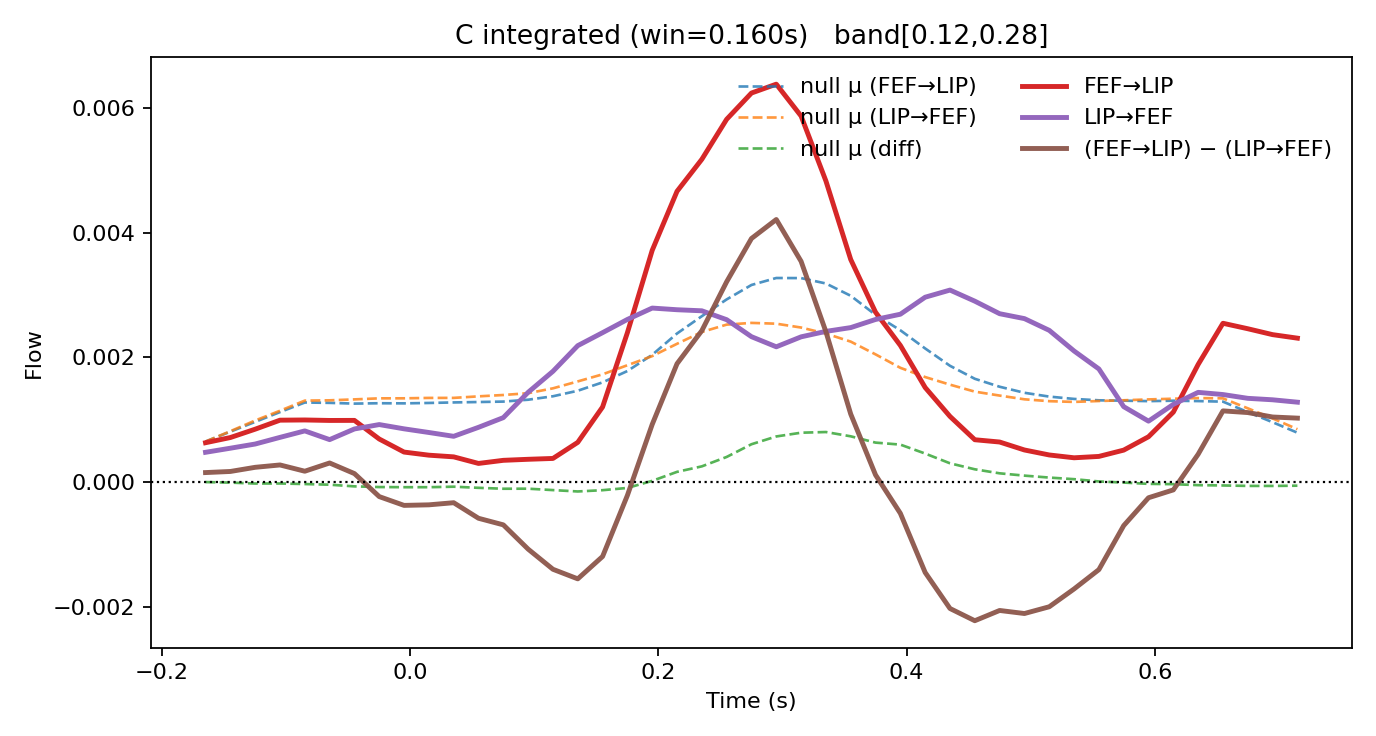 C integrated (win=0.160s)   band[0.12,0.28]
null μ (FEF→LIP)
null μ (LIP→FEF)
null μ (diff)
FEF→LIP
LIP→FEF
(FEF→LIP) − (LIP→FEF)
Flow
0.006
0.004
0.002
0.000
−0.002
−0.2
0.0
0.2
0.4
0.6
Time (s)